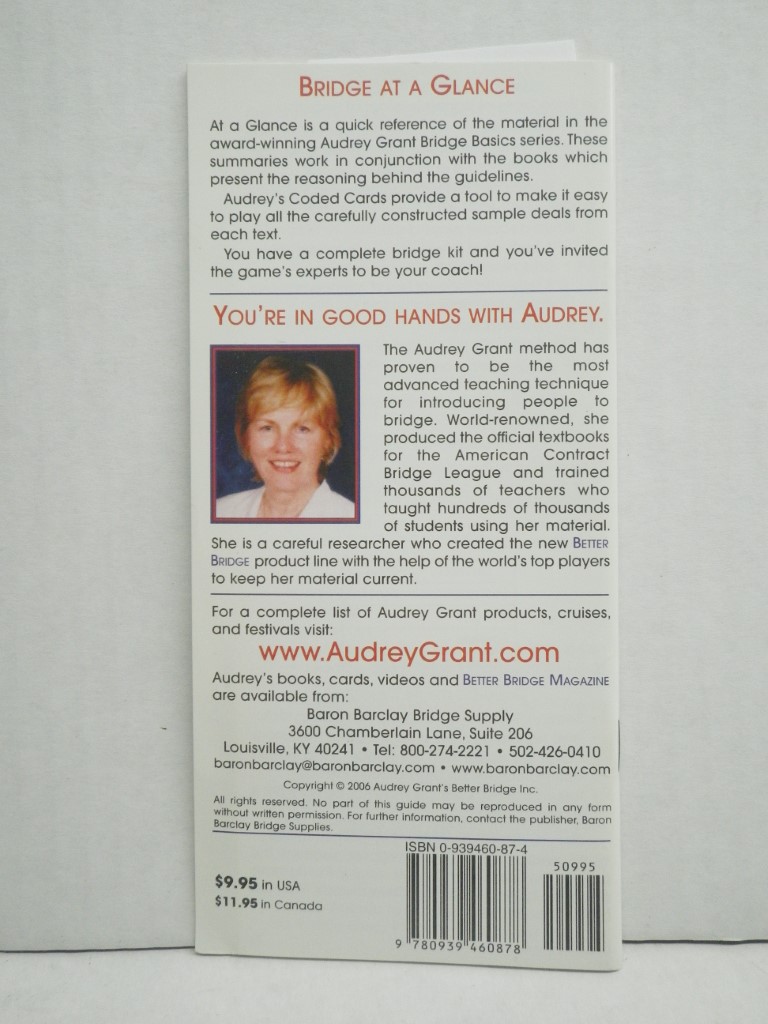 BRIDGE AT A GLANCE
At a Glance is a quick reference of the material in the
award-winning Audrey Grant Bridge Basics series. These
summaries work in conjunction with the books which
present the reasoning behind the guidelines.
Audrey's Coded Cards provide a tool to make it easy
to play all the carefully constructed sample deals from
each text.
You have a complete bridge kit and you've invited
the game's experts to be your coach!
YOU'RE IN GOOD HANDS WITH AUDREY.
The Audrey Grant method has
proven to be the most
advanced teaching technique
for introducing people to
bridge. World-renowned, she
produced the official textbooks
for the American Contract
Bridge League and trained
thousands of teachers who
taught hundreds of thousands
of students using her material.
She is a careful researcher who created the new BETTER
BRIDGE product line with the help of the world's top players
to keep her material current.
For a complete list of Audrey Grant products, cruises,
and festivals visit:
www.AudreyGrant.com
Audrey's books, cards, videos and BETTER BRIDGE MAGAZINE
are available from:
Baron Barclay Bridge Supply
3600 Chamberlain Lane, Suite 206
Louisville, KY 40241 • Tel: 800-274-2221 • 502-426-0410
baronbarclay@baronbarclay.com • www.baronbarclay.com
Copyright © 2006 Audrey Grant's Better Bridge Inc.
All rights reserved. No part of this guide may be reproduced in any form
without written permission. For further information, contact the publisher, Baron
Barclay Bridge Supplies.
ISBN 0-939460-87-4
50995
$9.95 in USA
$11.95 in Canada
9 780939 460878